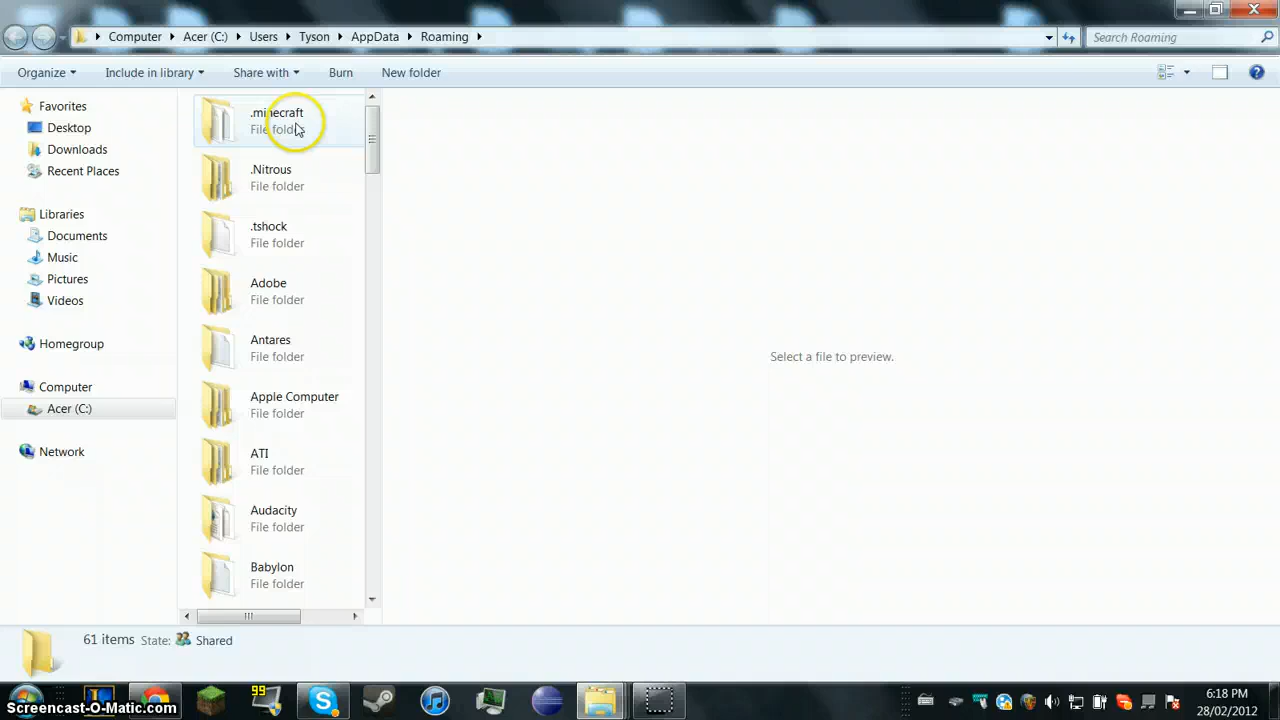 Computer Acer (C:) Users Tyson AppData Roaming
Search Roaming
Organize Include in library Share with Burn New folder
Favorites
Desktop
Downloads
Recent Places
Libraries
Documents
Music
Pictures
Videos
Homegroup
Computer
Acer (C:)
Network
.minecraft
File folder
.Nitrous
File folder
.tshock
File folder
Adobe
File folder
Antares
File folder
Apple Computer
File folder
ATI
File folder
Audacity
File folder
Babylon
File folder
Select a file to preview.
61 items State: Shared
99
6:18 PM
28/02/2012
Screencast-O-Matic.com